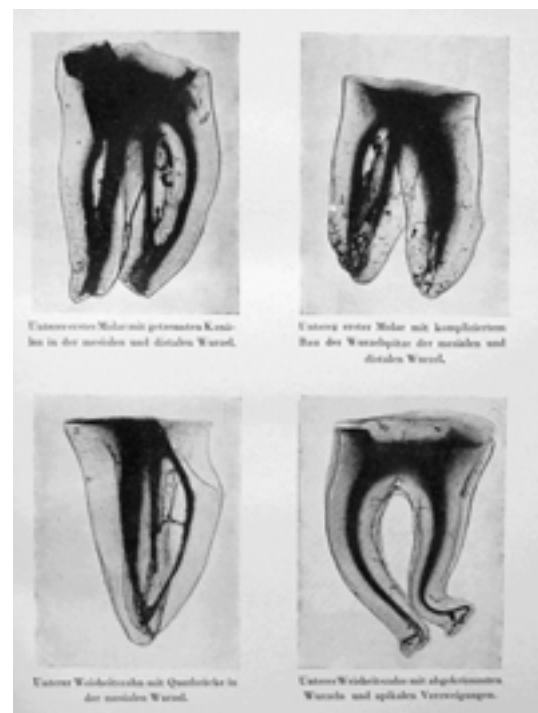 Unterer erster Molar mit getrennten Kanä-
len in der mesialen und distalen Wurzel.
Unterer erster Molar mit kompliziertem
Bau der Wurzelspitze der mesialen und
distalen Wurzel.
Unterer Weisheitszahn mit Querbrücke in
der mesialen Wurzel.
Unterer Weisheitszahn mit abgekrümmten
Wurzeln und apikalen Verzweigungen.